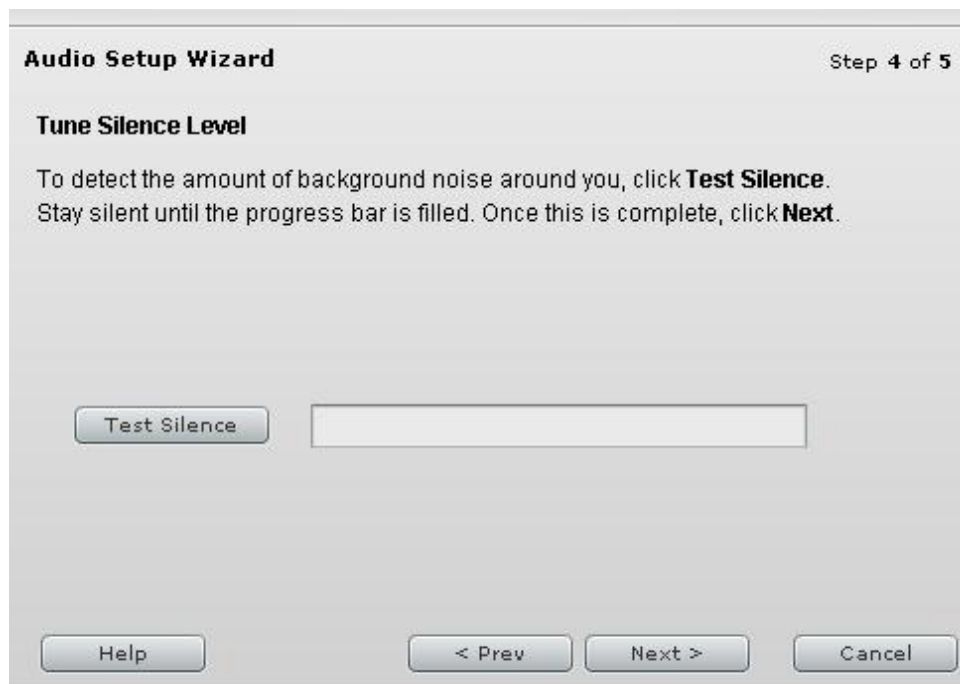 Audio Setup Wizard
Step 4 of 5
Tune Silence Level
To detect the amount of background noise around you, click Test Silence.
Stay silent until the progress bar is filled. Once this is complete, click Next.
Test Silence
Help
< Prev
Next >
Cancel